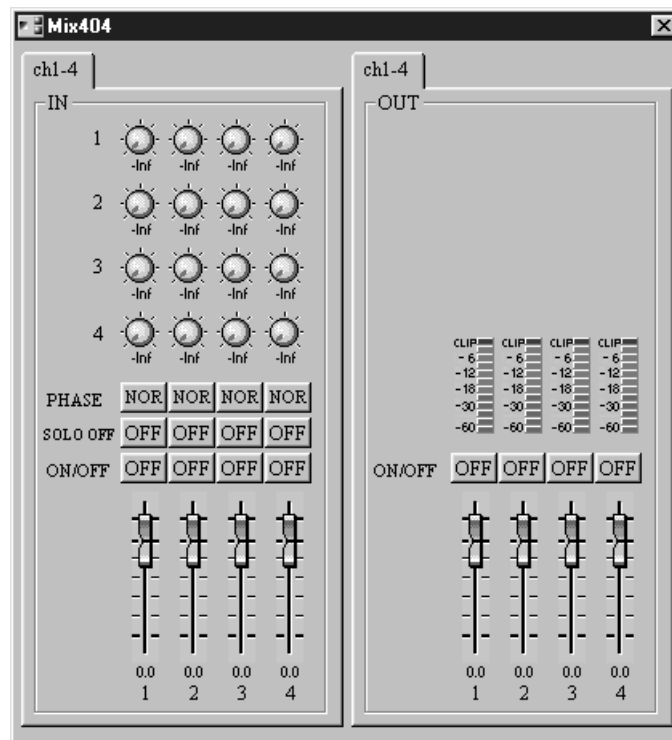 Mix404
ch1-4
IN
1
-Inf -Inf -Inf -Inf
2
-Inf -Inf -Inf -Inf
3
-Inf -Inf -Inf -Inf
4
-Inf -Inf -Inf -Inf
PHASE NOR NOR NOR NOR
SOLO OFF OFF OFF OFF OFF
ON/OFF OFF OFF OFF OFF
0.0 0.0 0.0 0.0
1 2 3 4
ch1-4
OUT
CLIP CLIP CLIP CLIP
-6 -6 -6 -6
-12 -12 -12 -12
-18 -18 -18 -18
-30 -30 -30 -30
-60 -60 -60 -60
ON/OFF OFF OFF OFF OFF
0.0 0.0 0.0 0.0
1 2 3 4